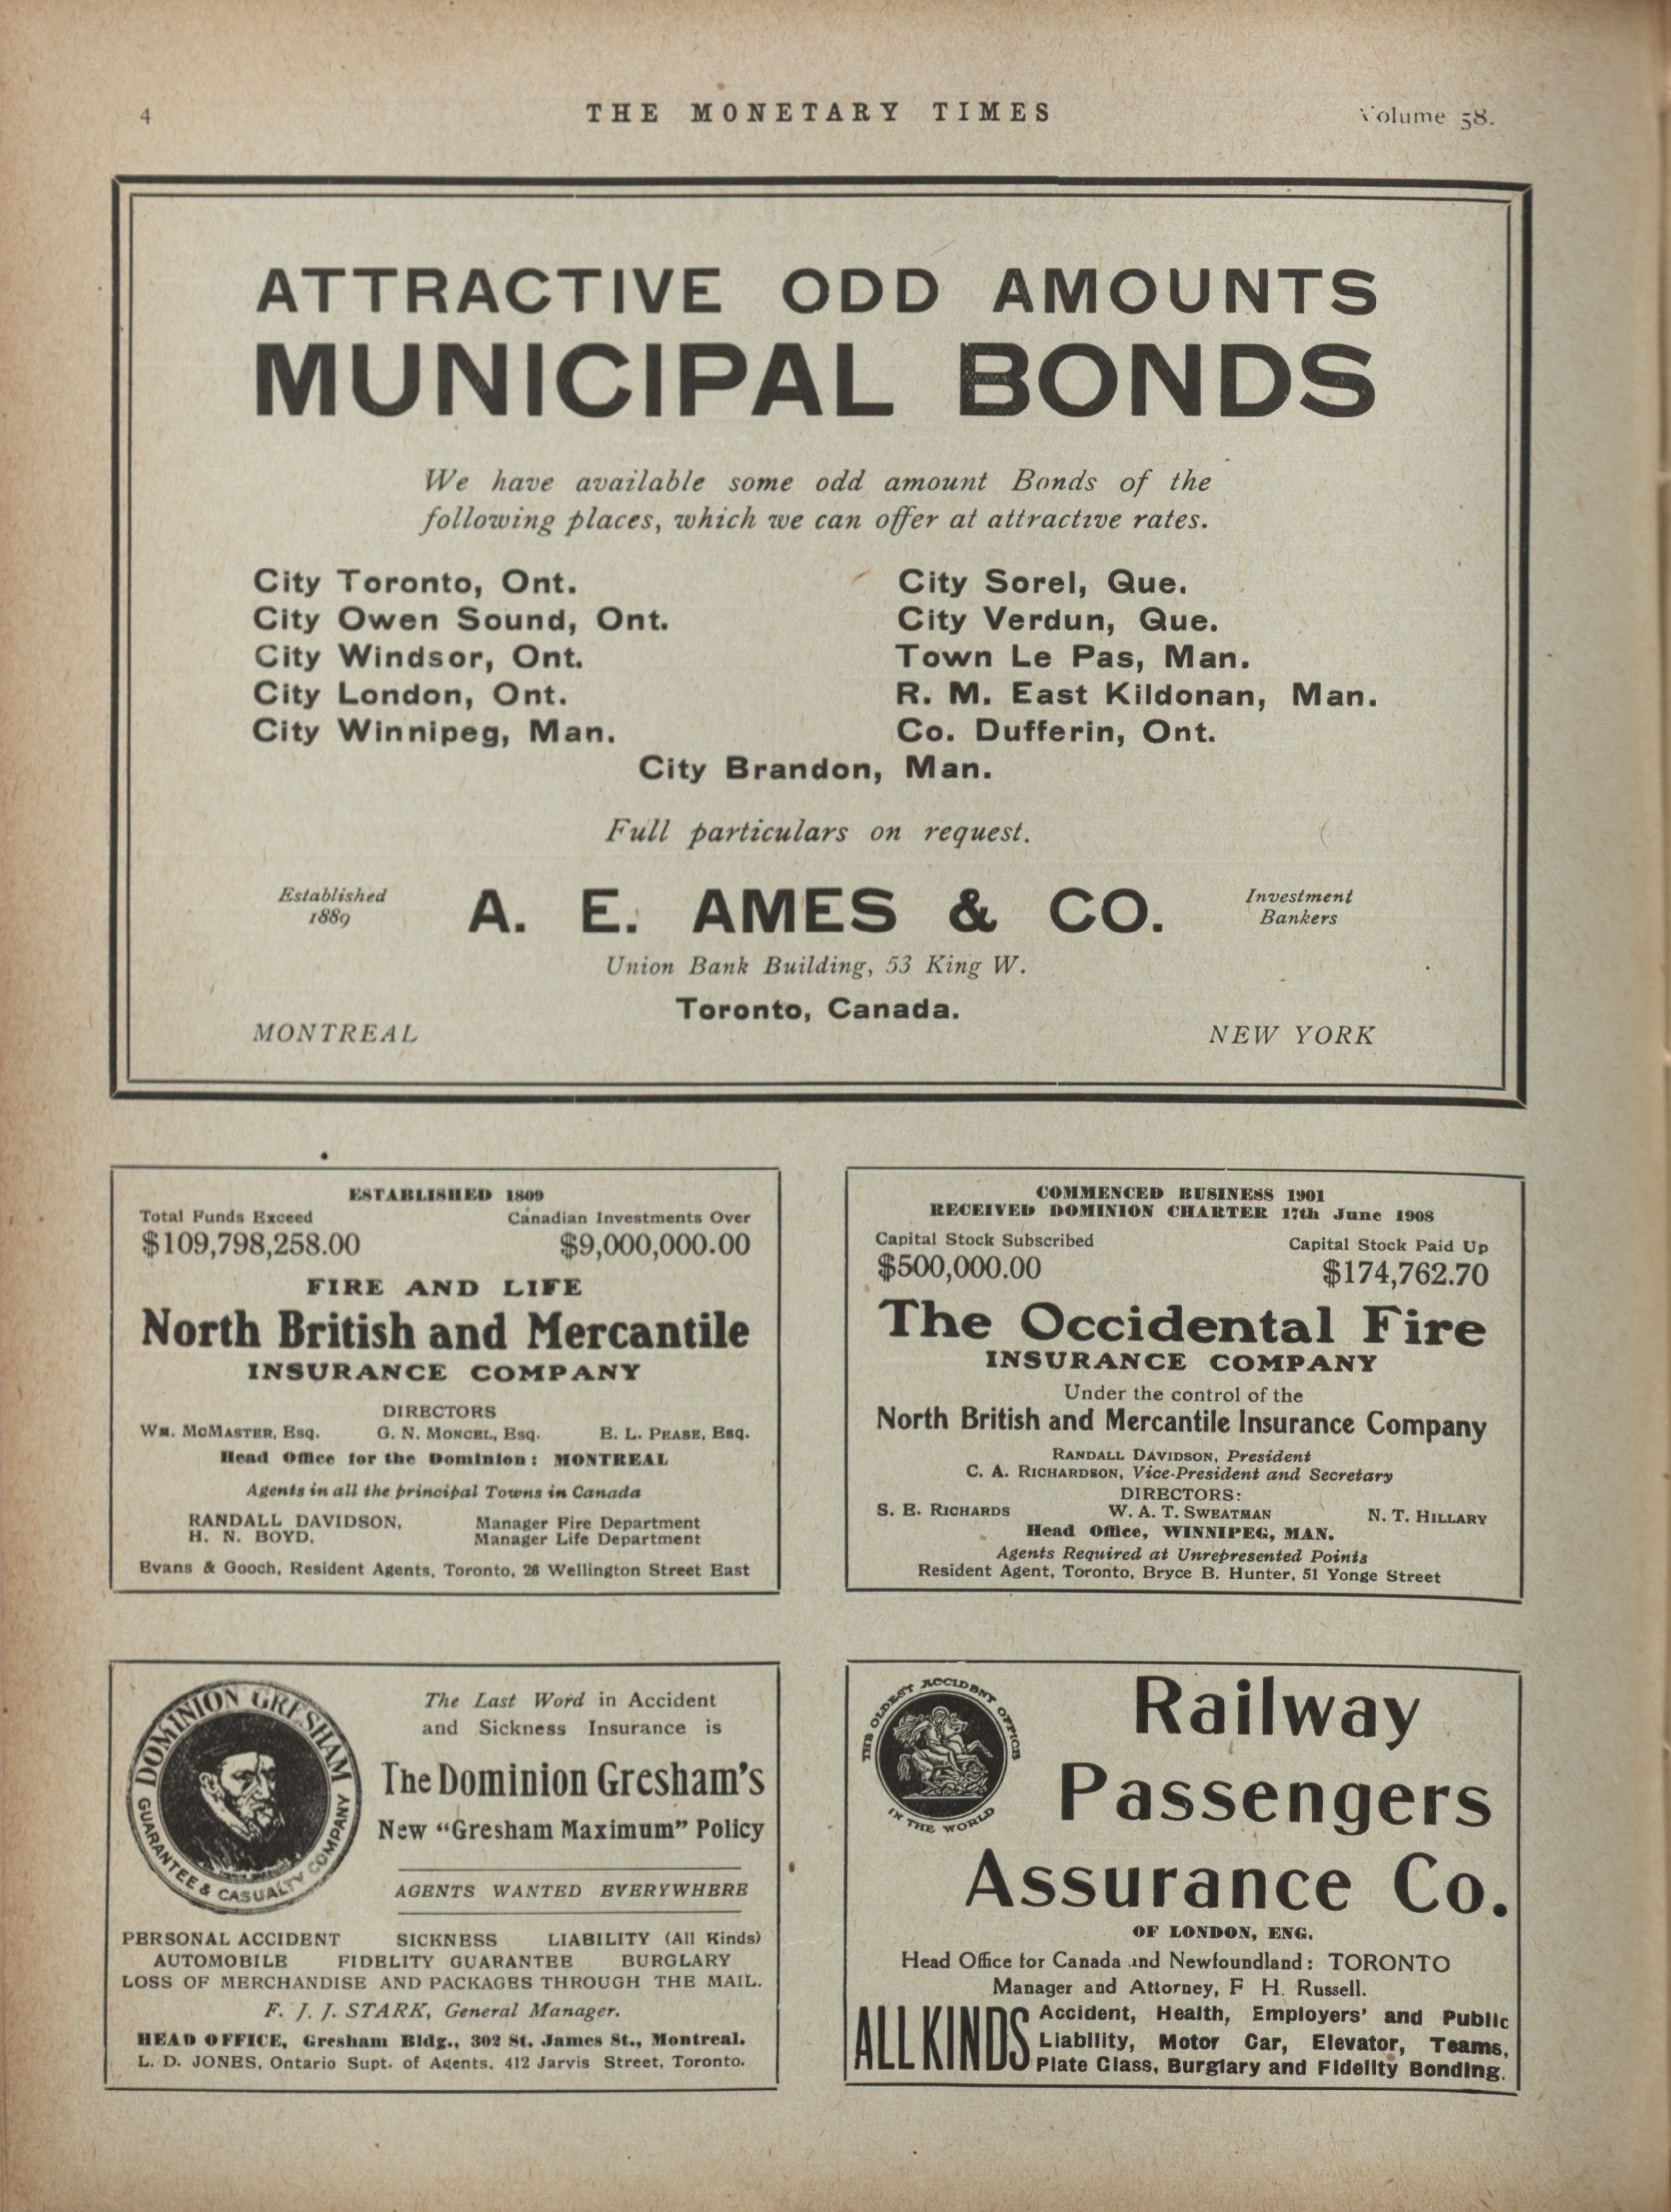 4
THE MONETARY TIMES
Volume 58.
ATTRACTIVE ODD AMOUNTS
MUNICIPAL BONDS
We have available some odd amount Bonds of the
following places, which we can offer at attractive rates.
City Toronto, Ont.
City Owen Sound, Ont.
City Windsor, Ont.
City London, Ont.
City Winnipeg, Man.
City Sorel, Que.
City Verdun, Que.
Town Le Pas, Man.
R. M. East Kildonan, Man.
Co. Dufferin, Ont.
City Brandon, Man.
Full particulars on request.
Established
1889
A. E. AMES & CO.
Investment
Bankers
Union Bank Building, 53 King W.
Toronto, Canada.
MONTREAL
NEW YORK
ESTABLISHED 1809
Total Funds Exceed
Canadian Investments Over
$109,798,258.00
$9,000,000.00
FIRE AND LIFE
North British and Mercantile
INSURANCE COMPANY
DIRECTORS
WM. MCMASTER, Esq. G. N. MONCEL, Esq. E. L. PEASE, Esq.
Head Office for the Dominion: MONTREAL
Agents in all the principal Towns in Canada
RANDALL DAVIDSON, Manager Fire Department
H. N. BOYD, Manager Life Department
Evans & Gooch, Resident Agents, Toronto, 26 Wellington Street East
COMMENCED BUSINESS 1901
RECEIVED DOMINION CHARTER 17th June 1908
Capital Stock Subscribed
Capital Stock Paid Up
$500,000.00
$174,762.70
The Occidental Fire
INSURANCE COMPANY
Under the control of the
North British and Mercantile Insurance Company
RANDALL DAVIDSON, President
C. A. RICHARDSON, Vice-President and Secretary
DIRECTORS:
S. E. RICHARDS W. A. T. SWEATMAN N. T. HILLARY
Head Office, WINNIPEG, MAN.
Agents Required at Unrepresented Points
Resident Agent, Toronto, Bryce B. Hunter, 51 Yonge Street
DOMINION GRESHAM
GUARANTEE & CASUALTY COMPANY
The Last Word in Accident
and Sickness Insurance is
The Dominion Gresham's
New "Gresham Maximum" Policy
AGENTS WANTED EVERYWHERE
PERSONAL ACCIDENT SICKNESS LIABILITY (All Kinds)
AUTOMOBILE FIDELITY GUARANTEE BURGLARY
LOSS OF MERCHANDISE AND PACKAGES THROUGH THE MAIL.
F. J. J. STARK, General Manager.
HEAD OFFICE, Gresham Bldg., 302 St. James St., Montreal.
L. D. JONES, Ontario Supt. of Agents, 412 Jarvis Street, Toronto.
THE OLDEST ACCIDENT OFFICE
IN THE WORLD
Railway
Passengers
Assurance Co.
OF LONDON, ENG.
Head Office for Canada and Newfoundland: TORONTO
Manager and Attorney, F. H. Russell.
ALL KINDS
Accident, Health, Employers' and Public
Liability, Motor Car, Elevator, Teams,
Plate Glass, Burglary and Fidelity Bonding.